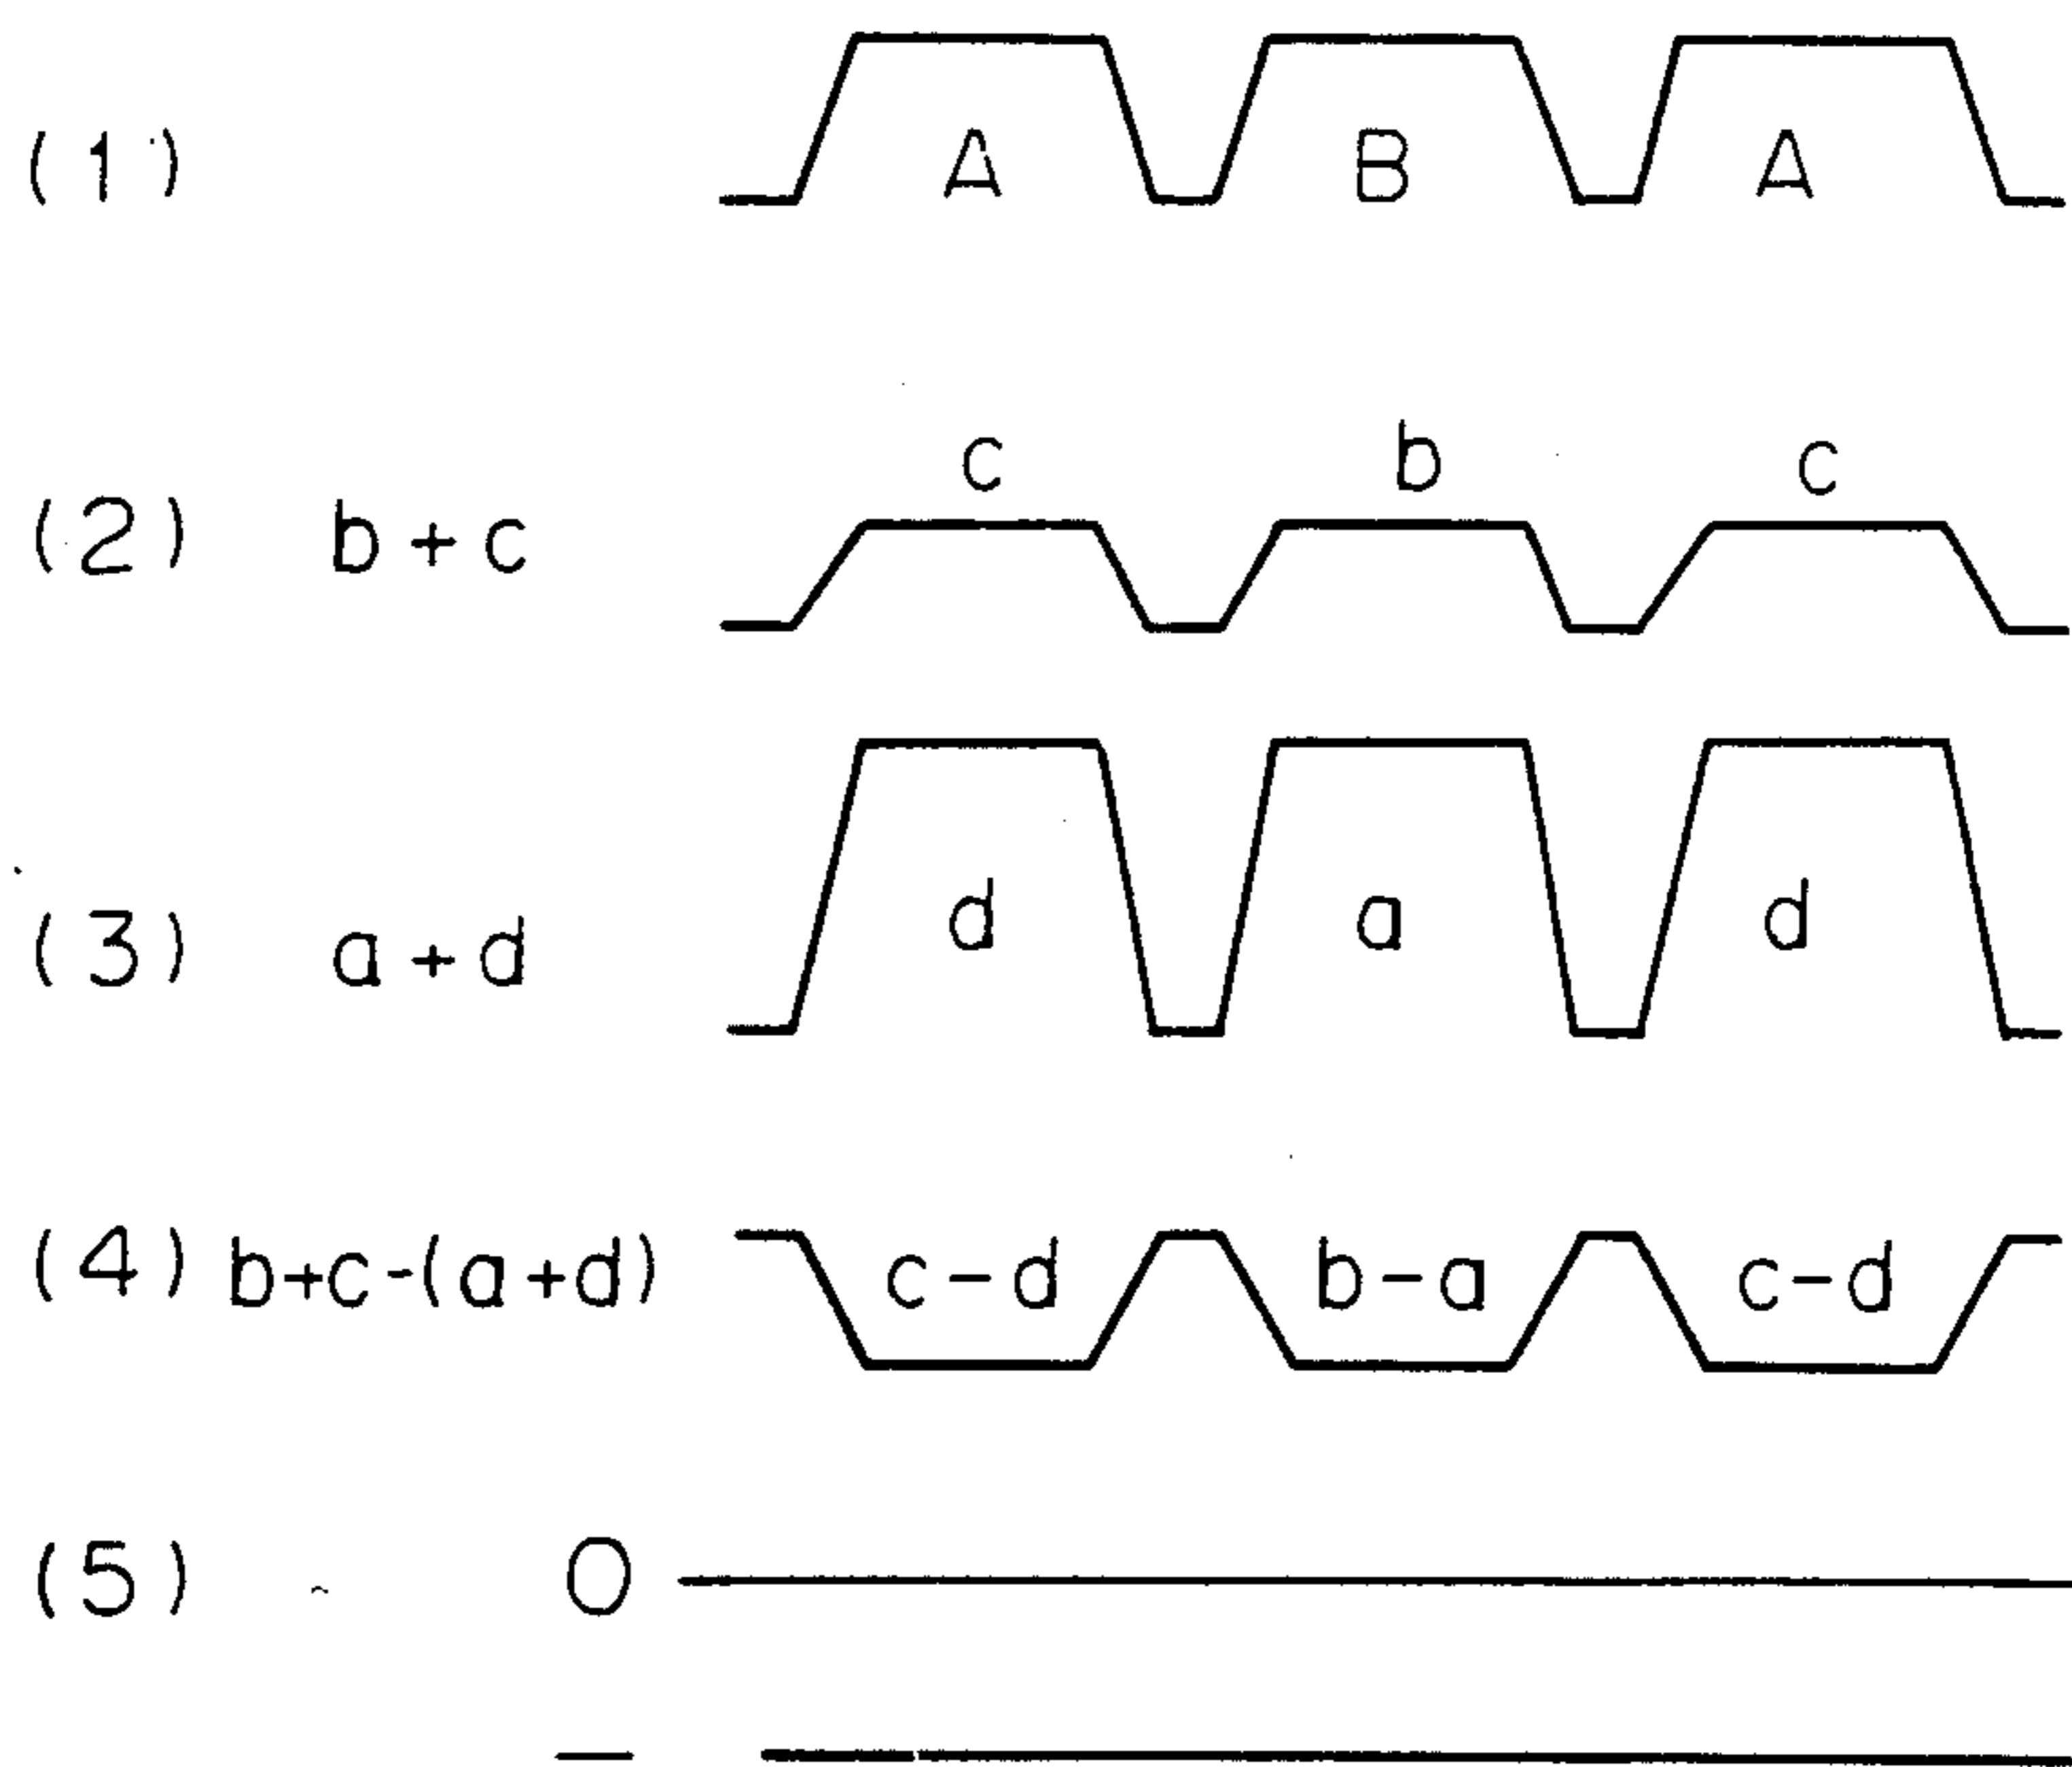 (1) A B A
c b c
(2) b+c
(3) a+d d a d
(4) b+c-(a+d) c-d b-a c-d
(5) 0
—